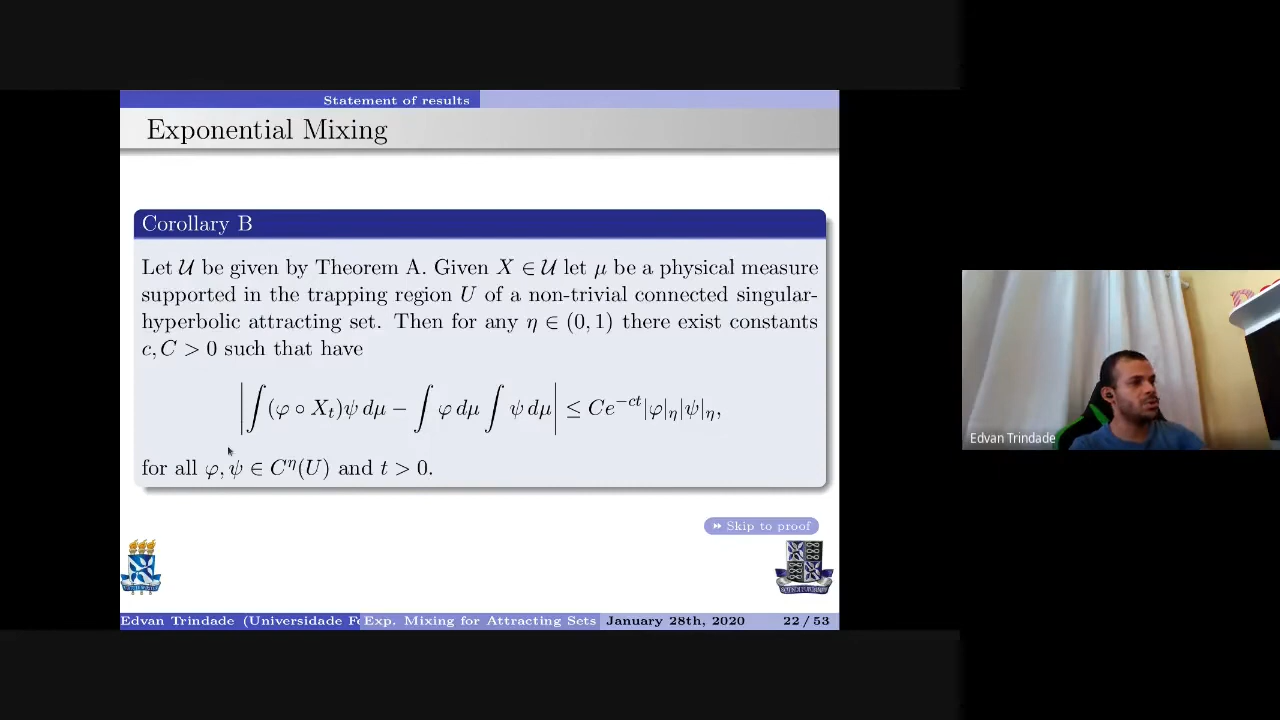 Statement of results
Exponential Mixing
Corollary B
Let 𝒰 be given by Theorem A. Given X ∈ 𝒰 let μ be a physical measure
supported in the trapping region U of a non-trivial connected singular-
hyperbolic attracting set. Then for any η ∈ (0, 1) there exist constants
c, C > 0 such that have
|∫(φ ∘ X_t)ψ dμ − ∫ φ dμ ∫ ψ dμ| ≤ Ce^{−ct}|φ|_η|ψ|_η,
for all φ, ψ ∈ C^η(U) and t > 0.
Skip to proof
Edvan Trindade (Universidade Fe Exp. Mixing for Attracting Sets January 28th, 2020 22 / 53
Edvan Trindade